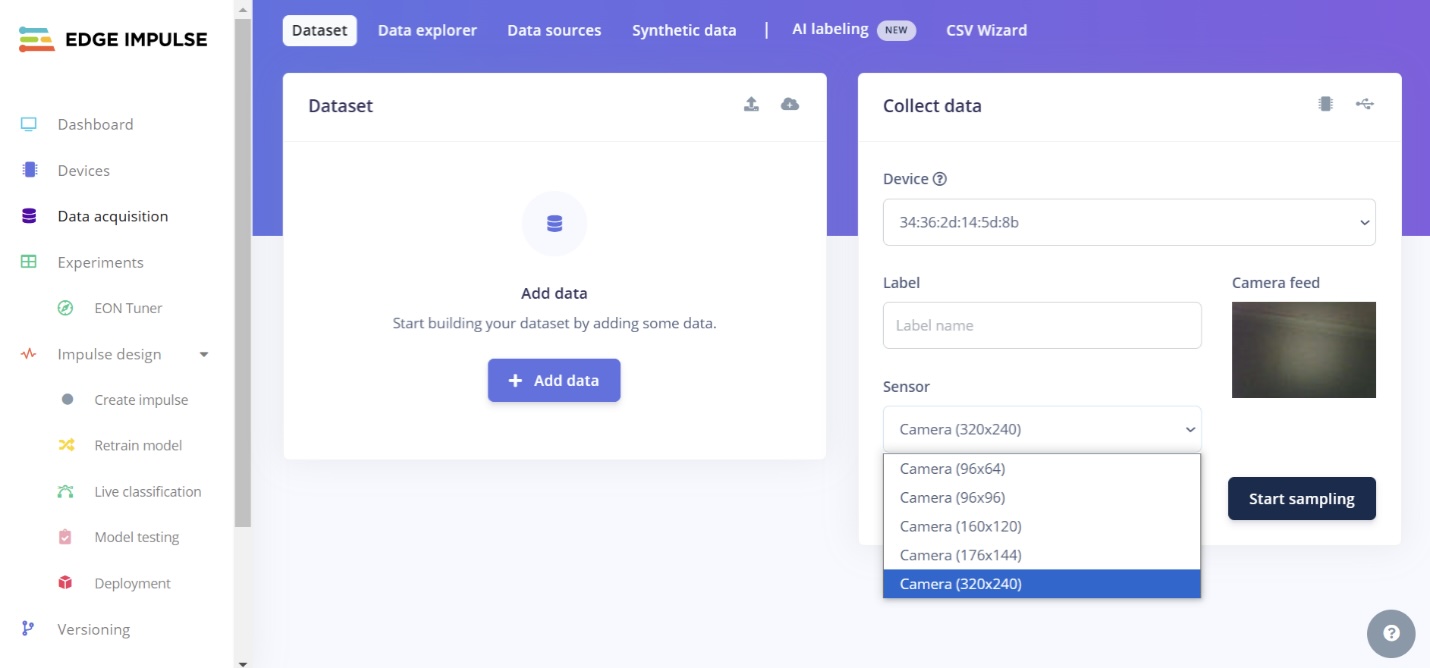 EDGE IMPULSE
Dashboard
Devices
Data acquisition
Experiments
EON Tuner
Impulse design
Create impulse
Retrain model
Live classification
Model testing
Deployment
Versioning
Dataset Data explorer Data sources Synthetic data | AI labeling NEW CSV Wizard
Dataset
Add data
Start building your dataset by adding some data.
+ Add data
Collect data
Device ?
34:36:2d:14:5d:8b
Label
Label name
Camera feed
Sensor
Camera (320x240)
Camera (96x64)
Camera (96x96)
Camera (160x120)
Camera (176x144)
Camera (320x240)
Start sampling
?